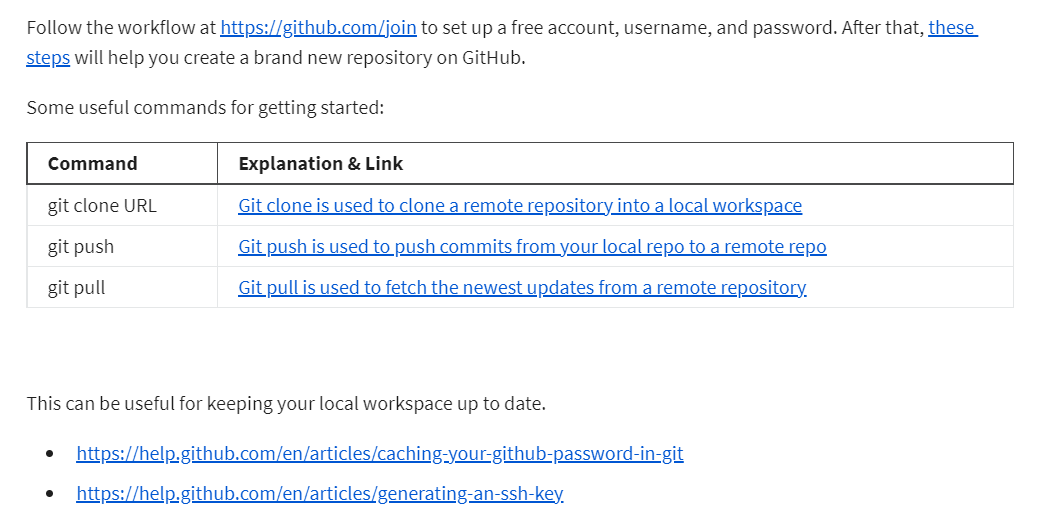 Follow the workflow at https://github.com/join to set up a free account, username, and password. After that, these
steps will help you create a brand new repository on GitHub.
Some useful commands for getting started:
Command Explanation & Link
git clone URL Git clone is used to clone a remote repository into a local workspace
git push Git push is used to push commits from your local repo to a remote repo
git pull Git pull is used to fetch the newest updates from a remote repository
This can be useful for keeping your local workspace up to date.
https://help.github.com/en/articles/caching-your-github-password-in-git
https://help.github.com/en/articles/generating-an-ssh-key